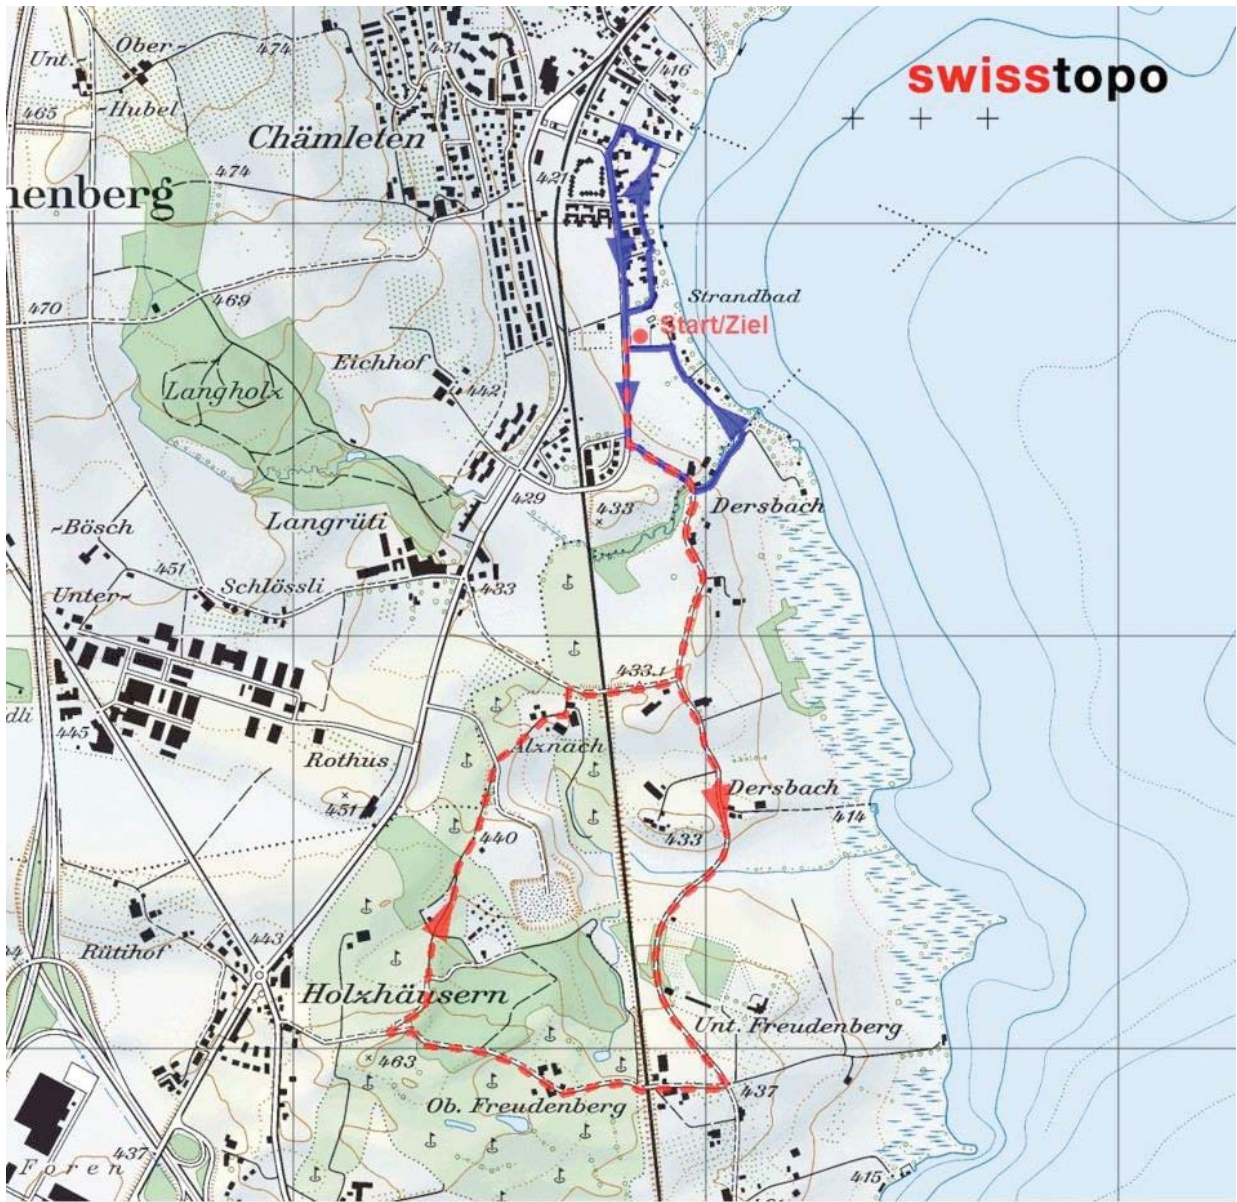 474
Ober-
431
Unt.-
416
swisstopo
-Hubel
465
Chämleten
474
421
nenberg
Strandbad
469
470
Start/Ziel
Eichhof
442
Langholz
429
433
Dersbach
Langrüti
~Bösch
451
Schlössli
433
Unter-
433.1
dli
445
Alznach
Rothus
Dersbach
451
414
440
433
443
Rütihof
Holzhäusern
Unt. Freudenberg
463
437
Ob. Freudenberg
437
Foren
415